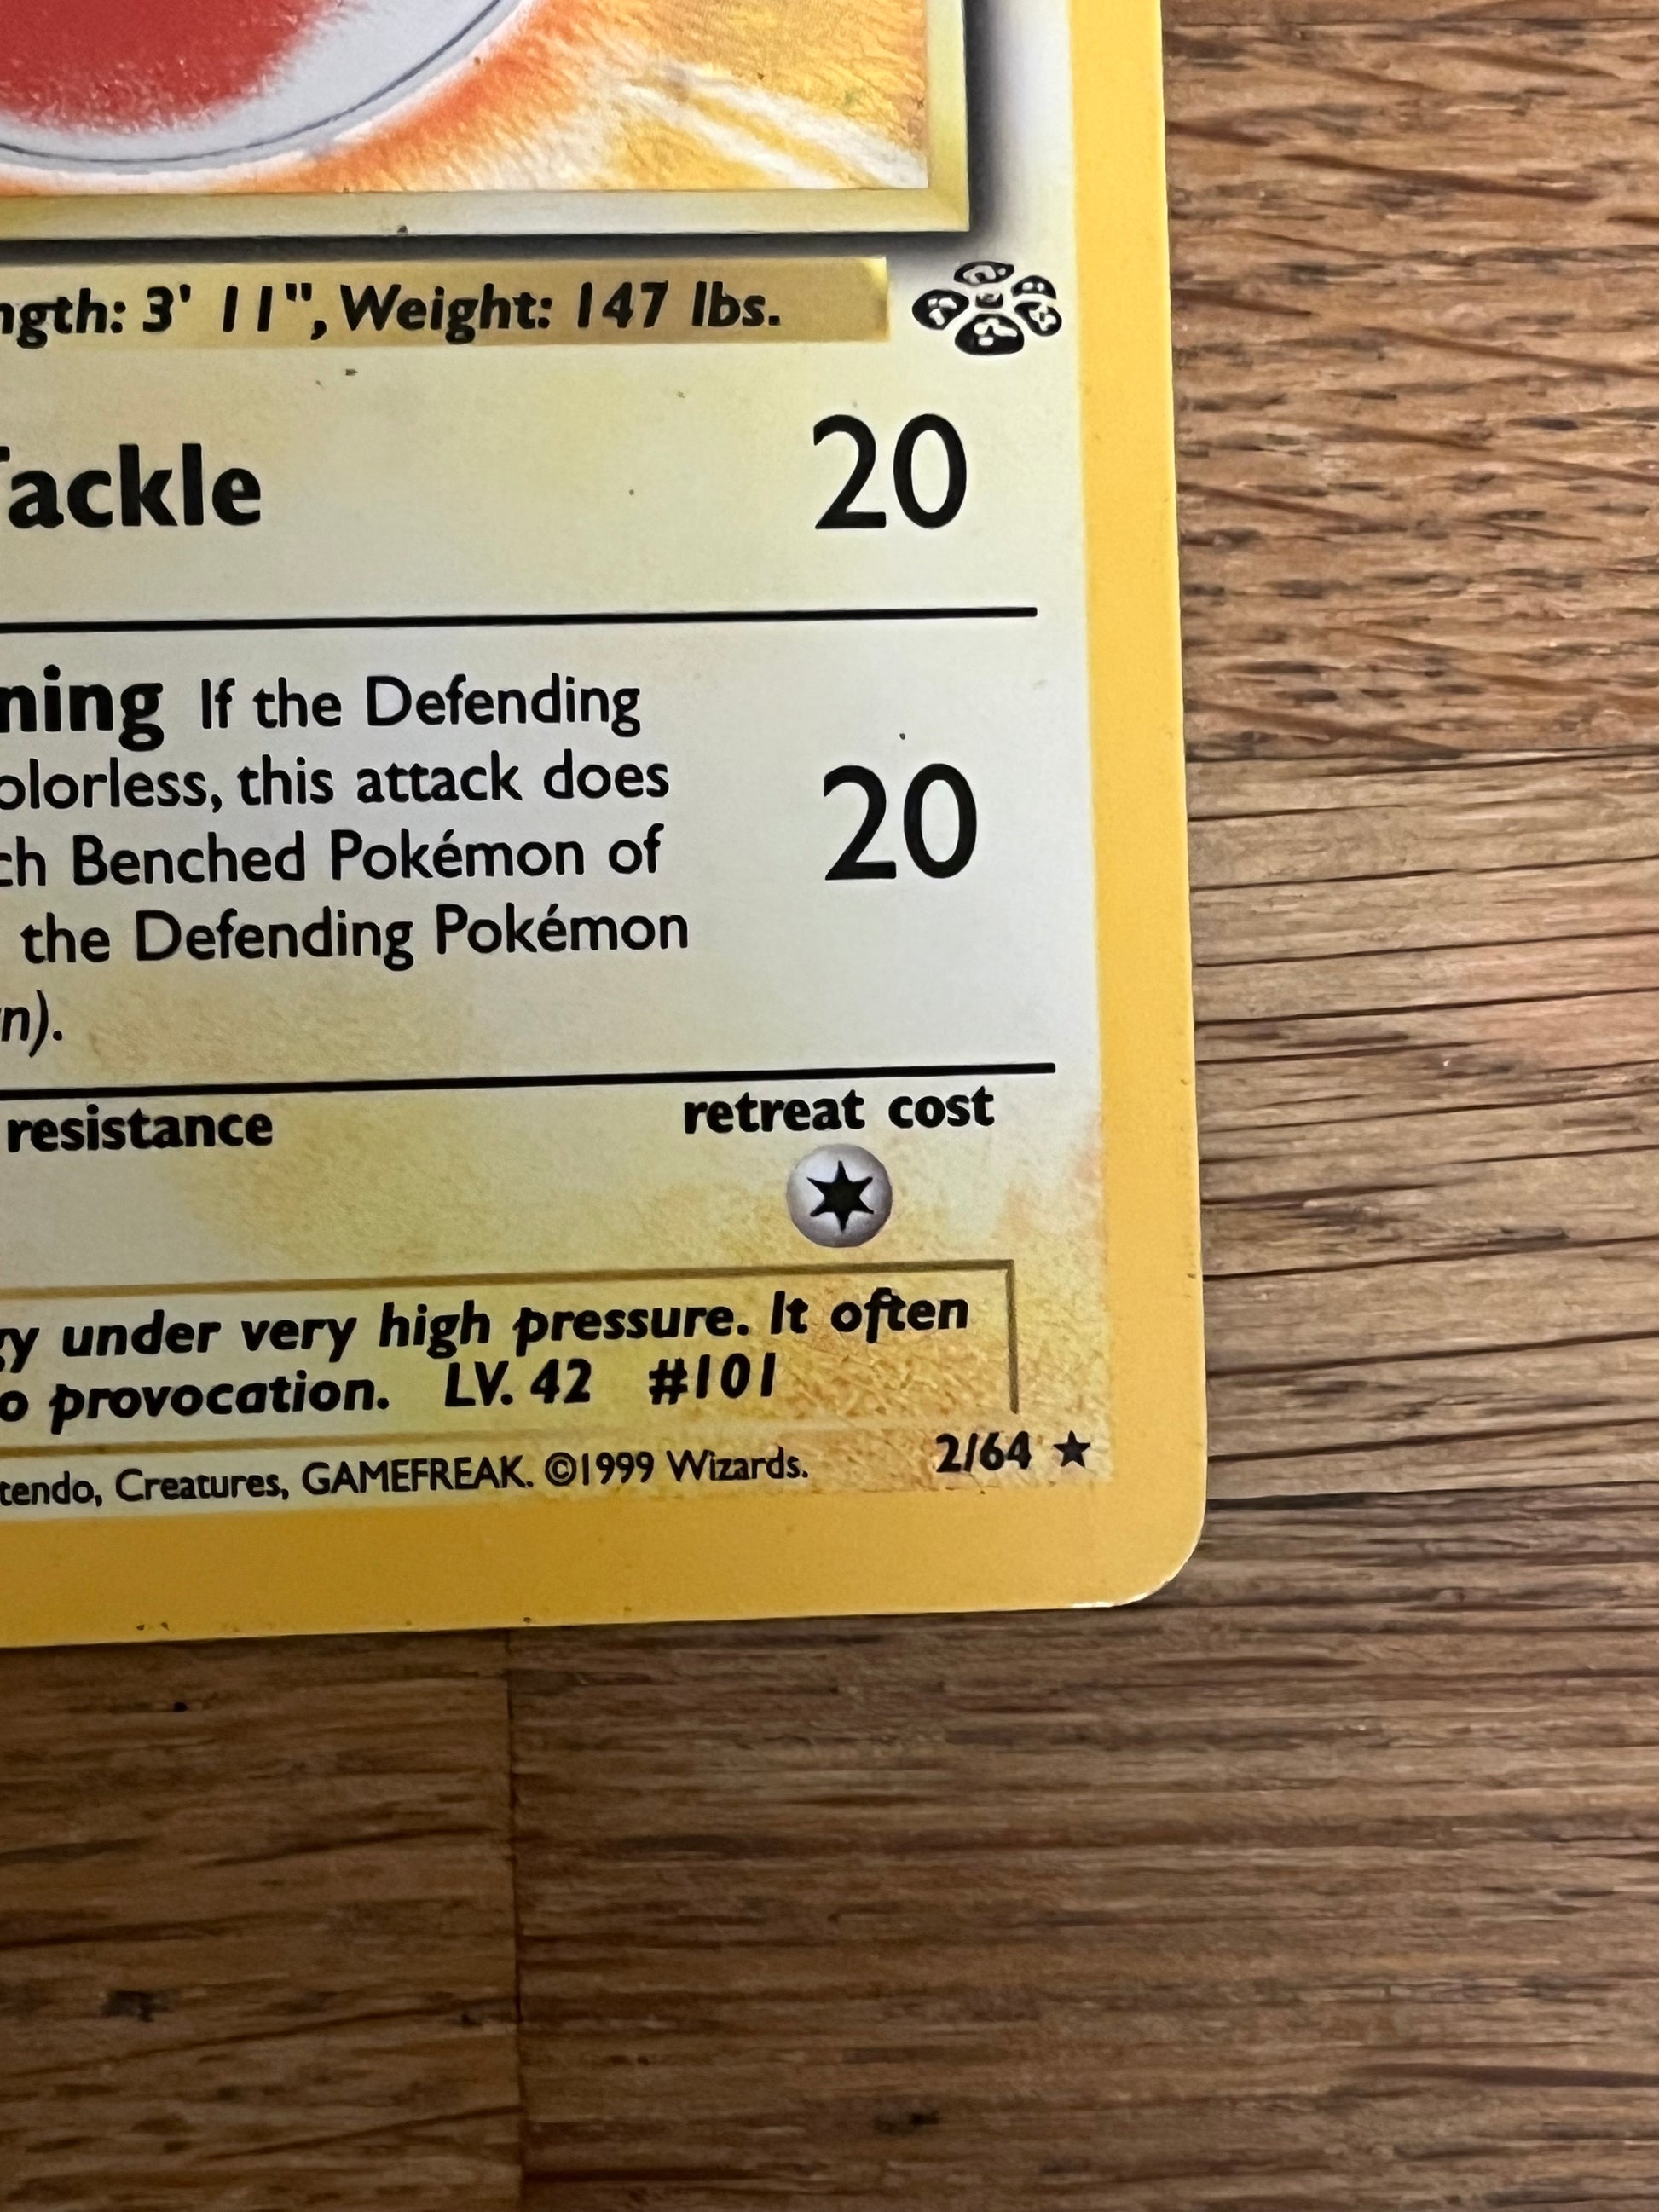 ngth: 3' 11", Weight: 147 lbs.
Tackle 20
ning If the Defending
olorless, this attack does
ch Benched Pokémon of
the Defending Pokémon
n).
20
resistance retreat cost
gy under very high pressure. It often
o provocation. LV. 42 #101
tendo, Creatures, GAMEFREAK. ©1999 Wizards. 2/64 ★